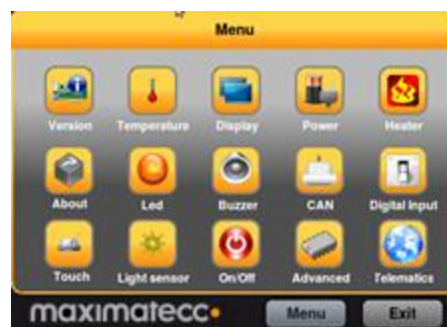 Menu
Version Temperature Display Power Heater
About Led Buzzer CAN Digital Input
Touch Light sensor On/Off Advanced Telematics
maximatecc
Menu Exit